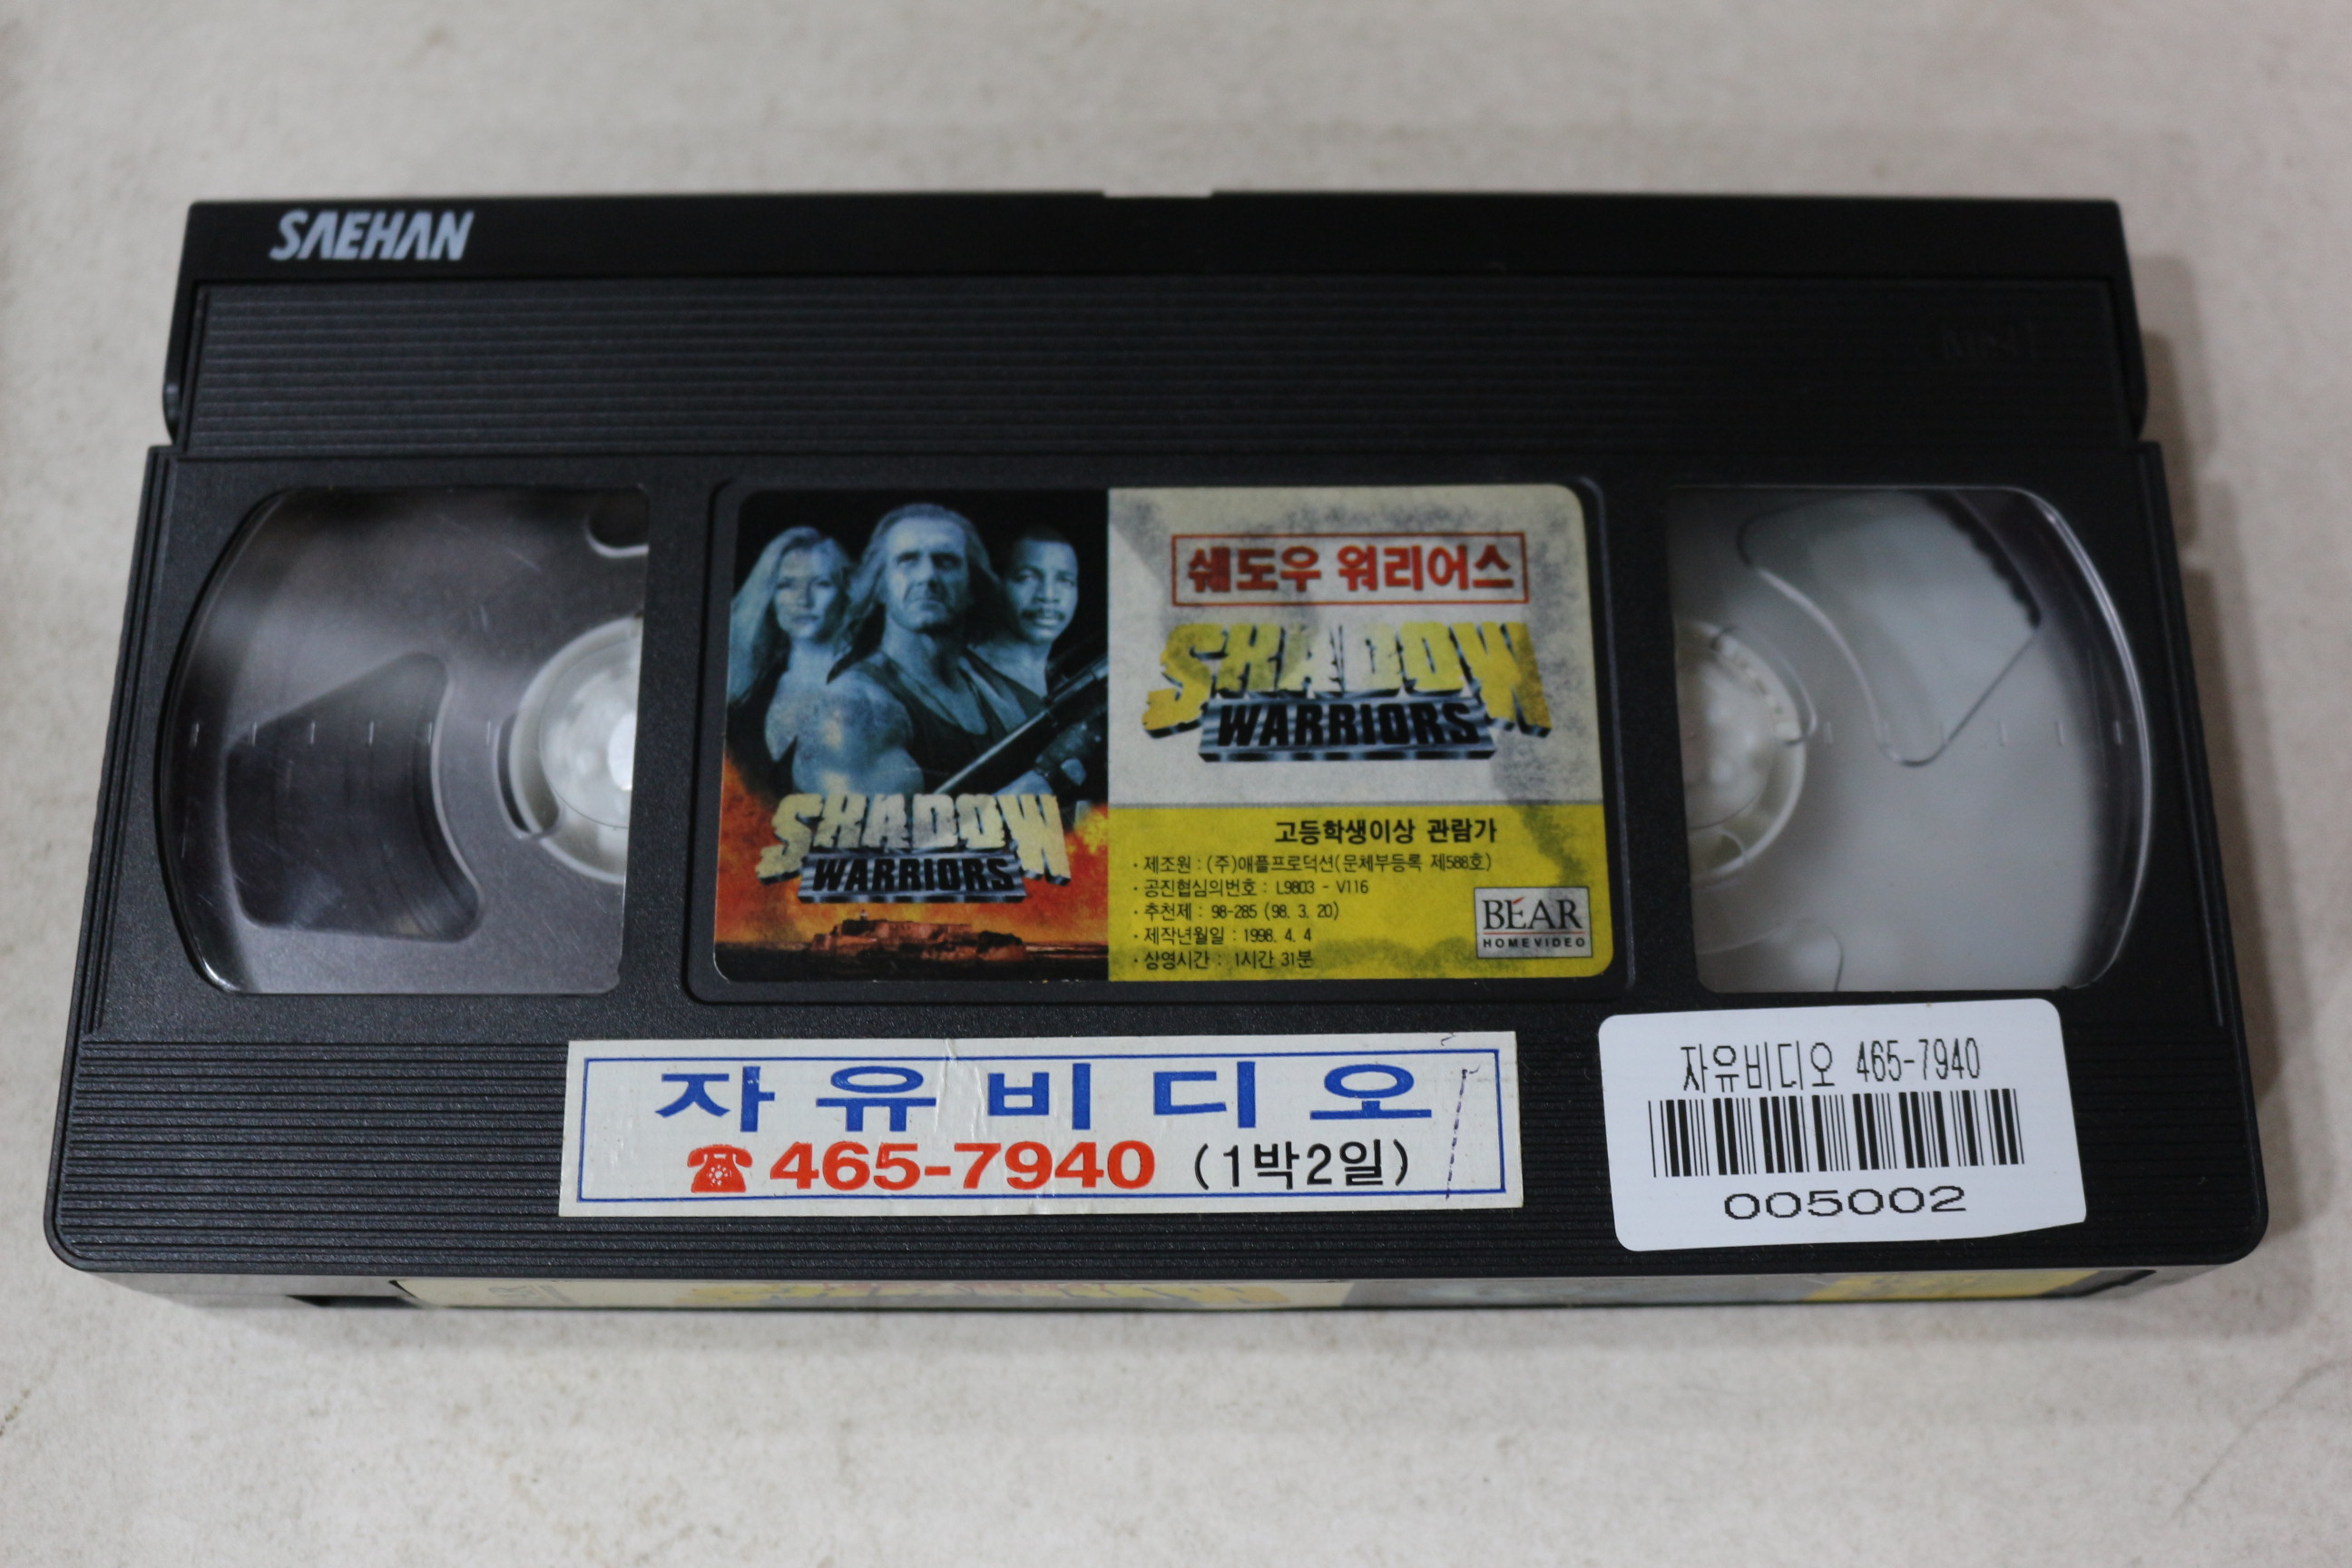 SAEHAN
SHADOW
WARRIORS
쉐도우 워리어스
SHADOW
WARRIORS
고등학생이상 관람가
· 제조원 : (주)애플프로덕션(문체부등록 제588호)
· 공진협심의번호 : L9803 - V116
· 추천제 : 98-285 (98. 3. 20)
· 제작년월일 : 1998. 4. 4
· 상영시간 : 1시간 31분
BEAR
HOMEVIDEO
자유비디오
☎465-7940 (1박2일)
자유비디오 465-7940
005002